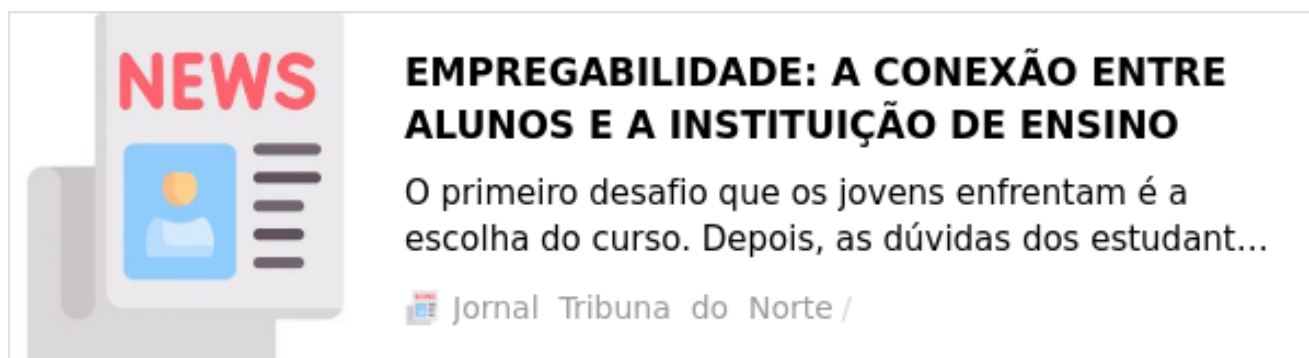 NEWS
EMPREGABILIDADE: A CONEXÃO ENTRE
ALUNOS E A INSTITUIÇÃO DE ENSINO
O primeiro desafio que os jovens enfrentam é a
escolha do curso. Depois, as dúvidas dos estudant...
Jornal Tribuna do Norte /